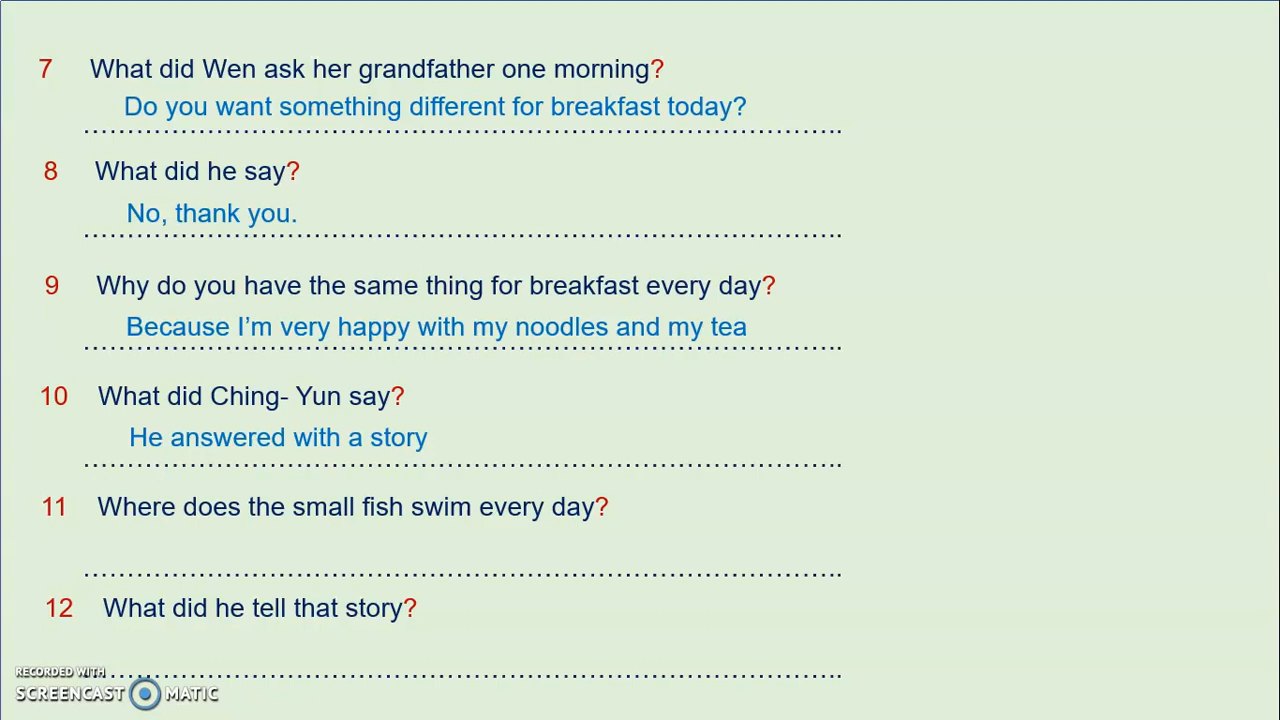 7 What did Wen ask her grandfather one morning?
Do you want something different for breakfast today?
………………………………………………………………………………..
8 What did he say?
No, thank you.
………………………………………………………………………………..
9 Why do you have the same thing for breakfast every day?
Because I'm very happy with my noodles and my tea
………………………………………………………………………………..
10 What did Ching- Yun say?
He answered with a story
………………………………………………………………………………..
11 Where does the small fish swim every day?
………………………………………………………………………………..
12 What did he tell that story?
………………………………………………………………………………..
RECORDED WITH
SCREENCAST MATIC